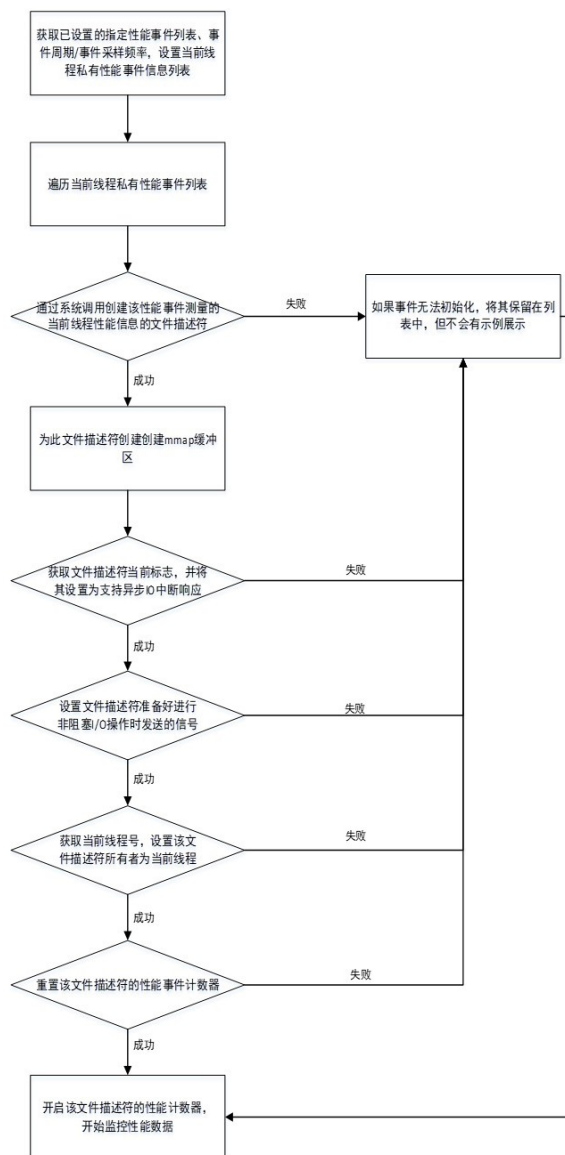 获取已设置的指定性能事件列表、事
件周期/事件采样频率，设置当前线
程私有性能事件信息列表
遍历当前线程私有性能事件列表
通过系统调用创建该性能事件测量的
当前线程性能信息的文件描述符
失败
如果事件无法初始化，将其保留在列
表中，但不会有示例展示
成功
为此文件描述符创建创建mmap缓冲
区
获取文件描述符当前标志，并将
其设置为支持异步IO中断响应
失败
成功
设置文件描述符准备好进行
非阻塞I/O操作时发送的信号
失败
成功
获取当前线程号，设置该文
件描述符所有者为当前线程
失败
成功
重置该文件描述符的性能事件计数器
失败
成功
开启该文件描述符的性能计数器，
开始监控性能数据